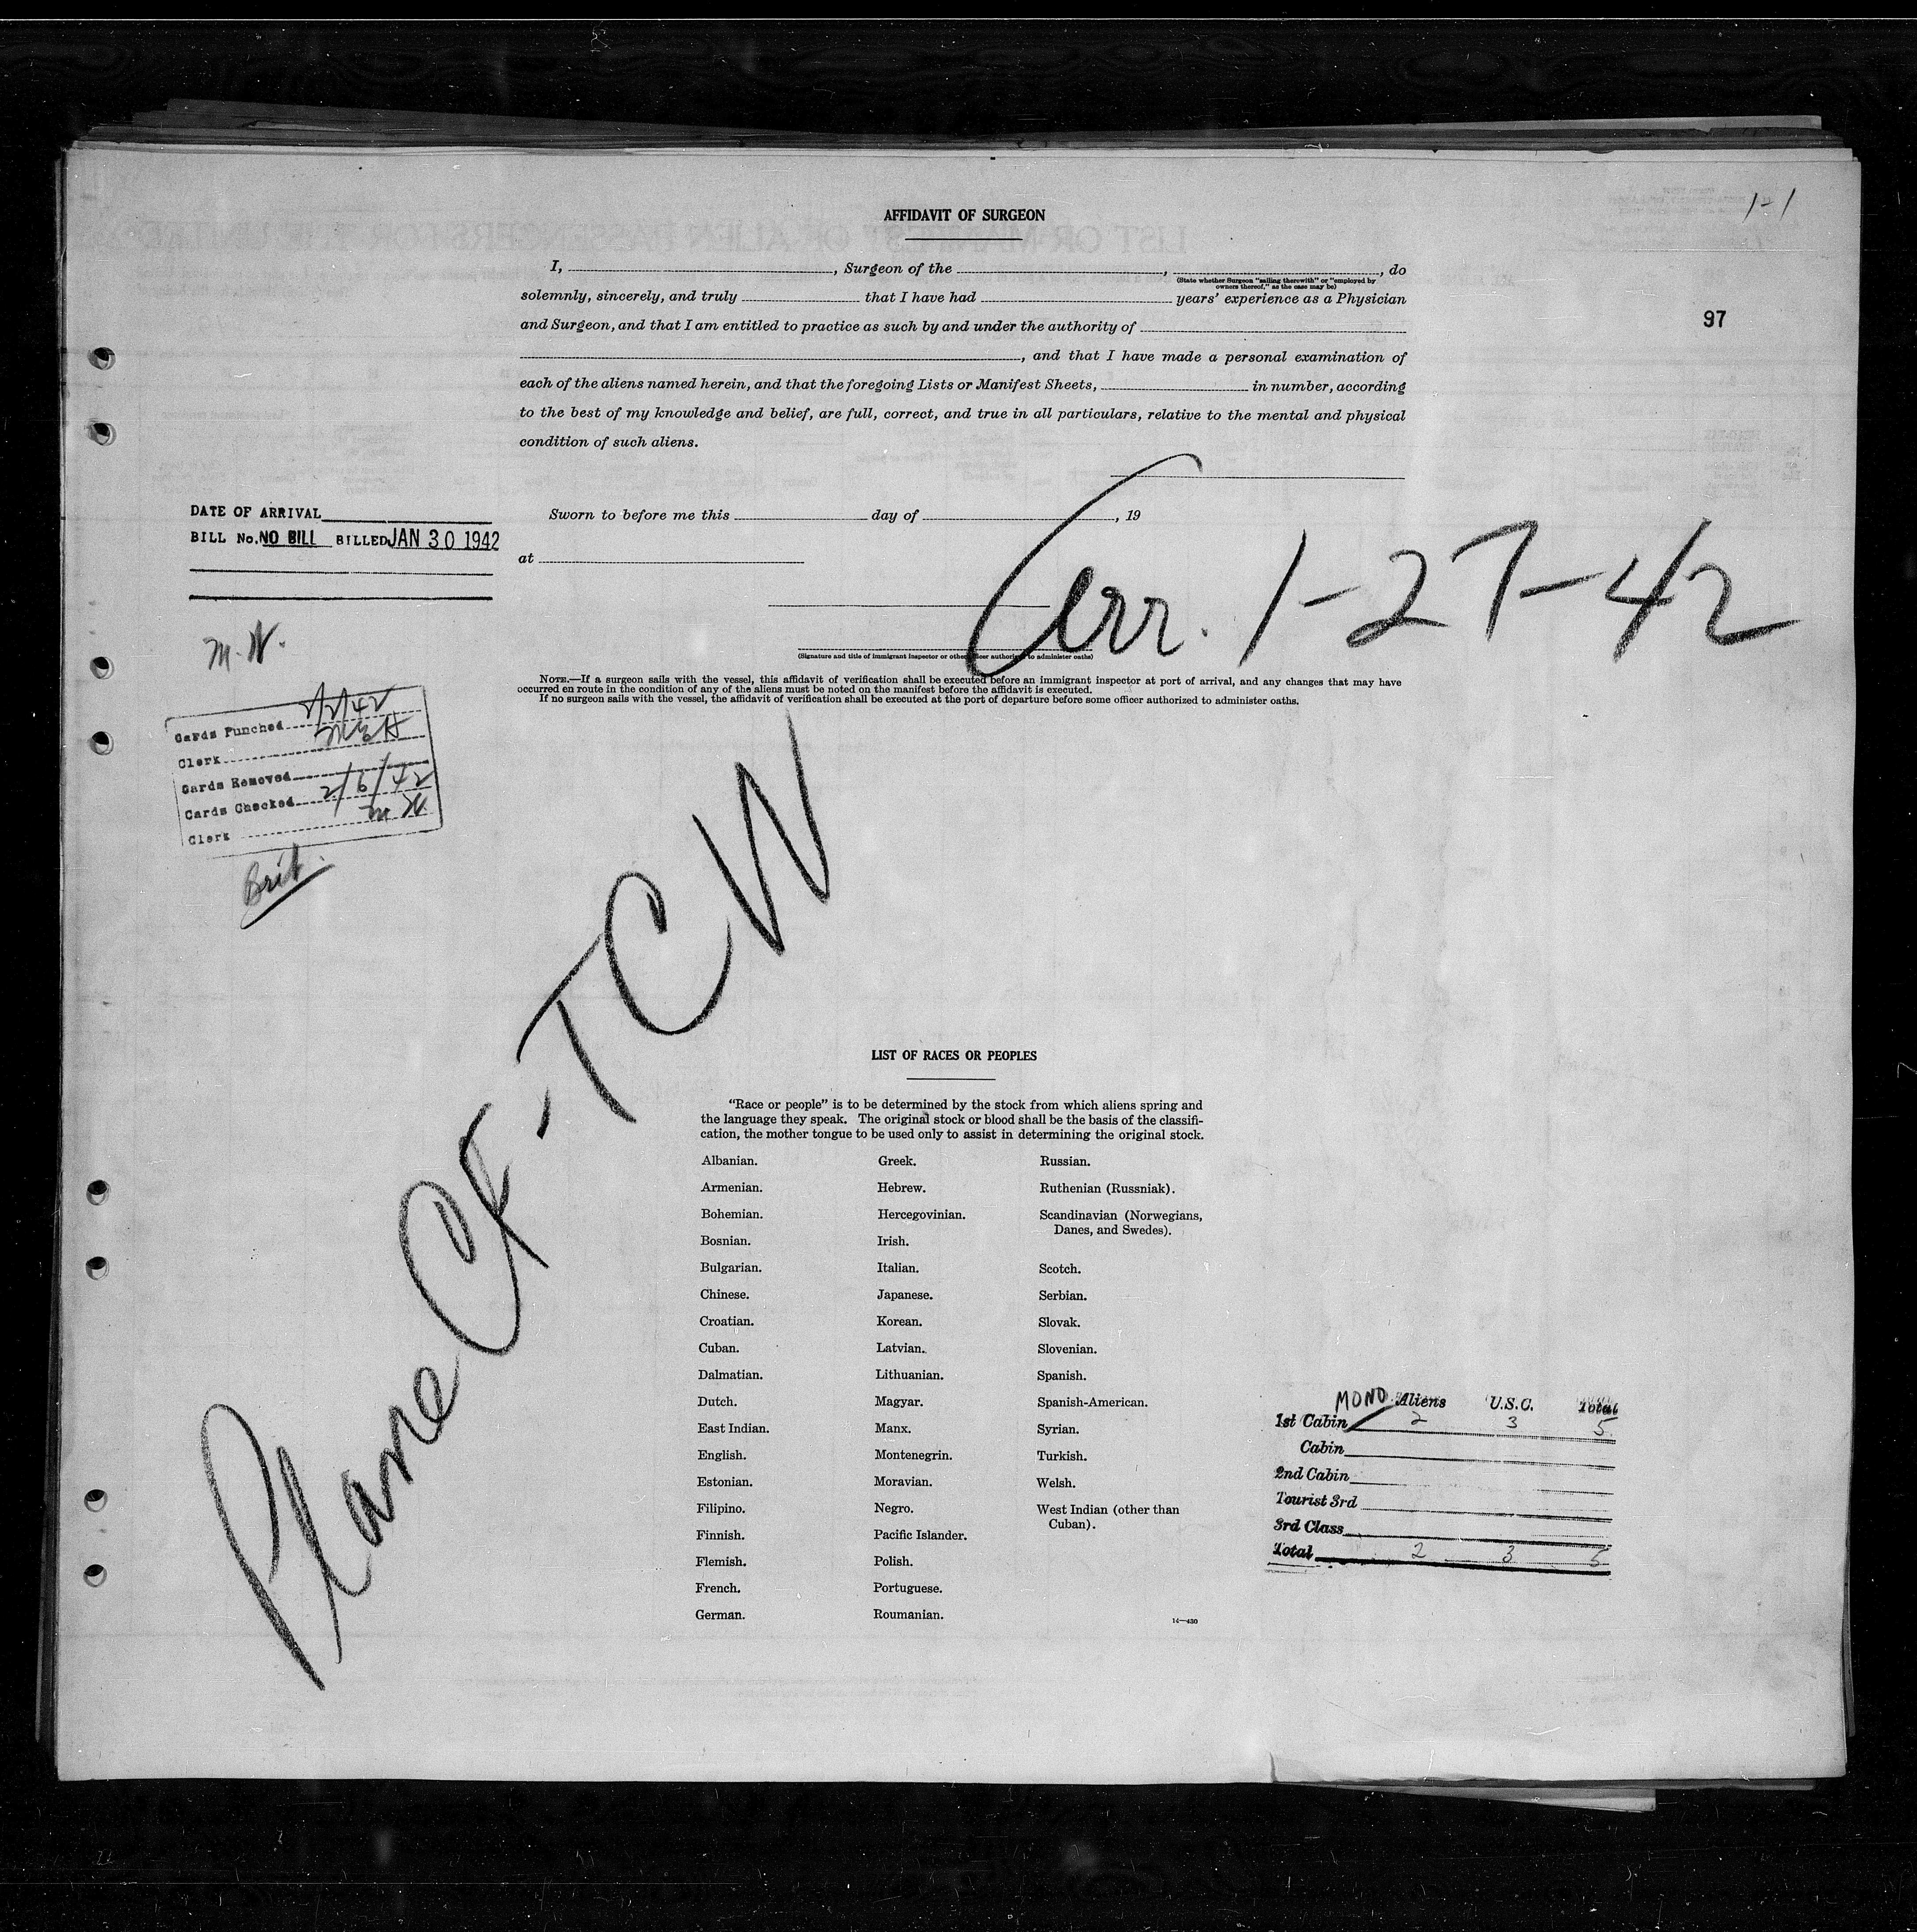 1-1
AFFIDAVIT OF SURGEON
97
I, , Surgeon of the , , do
(State whether Surgeon "sailing therewith" or "employed by
owners thereof," as the case may be)
solemnly, sincerely, and truly that I have had years' experience as a Physician
and Surgeon, and that I am entitled to practice as such by and under the authority of
, and that I have made a personal examination of
each of the aliens named herein, and that the foregoing Lists or Manifest Sheets, in number, according
to the best of my knowledge and belief, are full, correct, and true in all particulars, relative to the mental and physical
condition of such aliens.
DATE OF ARRIVAL
BILL No. NO BILL BILLED JAN 30 1942
Sworn to before me this day of , 19
at
Arr. 1-27-42
(Signature and title of immigrant inspector or other officer authorized to administer oaths)
NOTE.—If a surgeon sails with the vessel, this affidavit of verification shall be executed before an immigrant inspector at port of arrival, and any changes that may have
occurred en route in the condition of any of the aliens must be noted on the manifest before the affidavit is executed.
If no surgeon sails with the vessel, the affidavit of verification shall be executed at the port of departure before some officer authorized to administer oaths.
M.W.
Cards Punched 2/2/42
Clerk
Cards Removed
Cards Checked 2/6/42
Clerk M W.
Brit.
Plane CF-TCW
LIST OF RACES OR PEOPLES
"Race or people" is to be determined by the stock from which aliens spring and
the language they speak. The original stock or blood shall be the basis of the classifi-
cation, the mother tongue to be used only to assist in determining the original stock.
Albanian.
Armenian.
Bohemian.
Bosnian.
Bulgarian.
Chinese.
Croatian.
Cuban.
Dalmatian.
Dutch.
East Indian.
English.
Estonian.
Filipino.
Finnish.
Flemish.
French.
German.
Greek.
Hebrew.
Hercegovinian.
Irish.
Italian.
Japanese.
Korean.
Latvian.
Lithuanian.
Magyar.
Manx.
Montenegrin.
Moravian.
Negro.
Pacific Islander.
Polish.
Portuguese.
Roumanian.
Russian.
Ruthenian (Russniak).
Scandinavian (Norwegians,
Danes, and Swedes).
Scotch.
Serbian.
Slovak.
Slovenian.
Spanish.
Spanish-American.
Syrian.
Turkish.
Welsh.
West Indian (other than
Cuban).
14—430
MONO Aliens U.S.C. Total
1st Cabin 2 3 5
Cabin
2nd Cabin
Tourist 3rd
3rd Class
Total 2 3 5